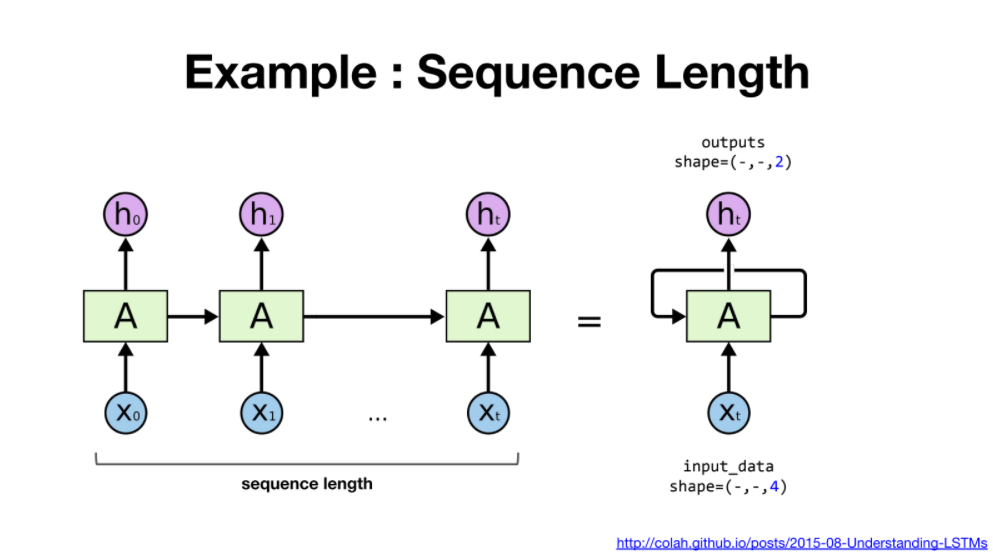 Example : Sequence Length
outputs
shape=(-,-,2)
h0 h1 ht ht
A A A = A
x0 x1 ... xt xt
sequence length
input_data
shape=(-,-,4)
http://colah.github.io/posts/2015-08-Understanding-LSTMs